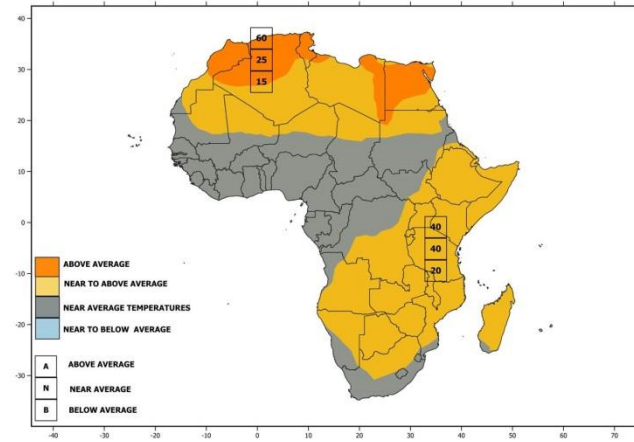 40
30
20
10
0
-10
-20
-30
-40
60
25
15
40
40
20
ABOVE AVERAGE
NEAR TO ABOVE AVERAGE
NEAR AVERAGE TEMPERATURES
NEAR TO BELOW AVERAGE
A ABOVE AVERAGE
N NEAR AVERAGE
B BELOW AVERAGE
-40 -30 -20 -10 0 10 20 30 40 50 60 70